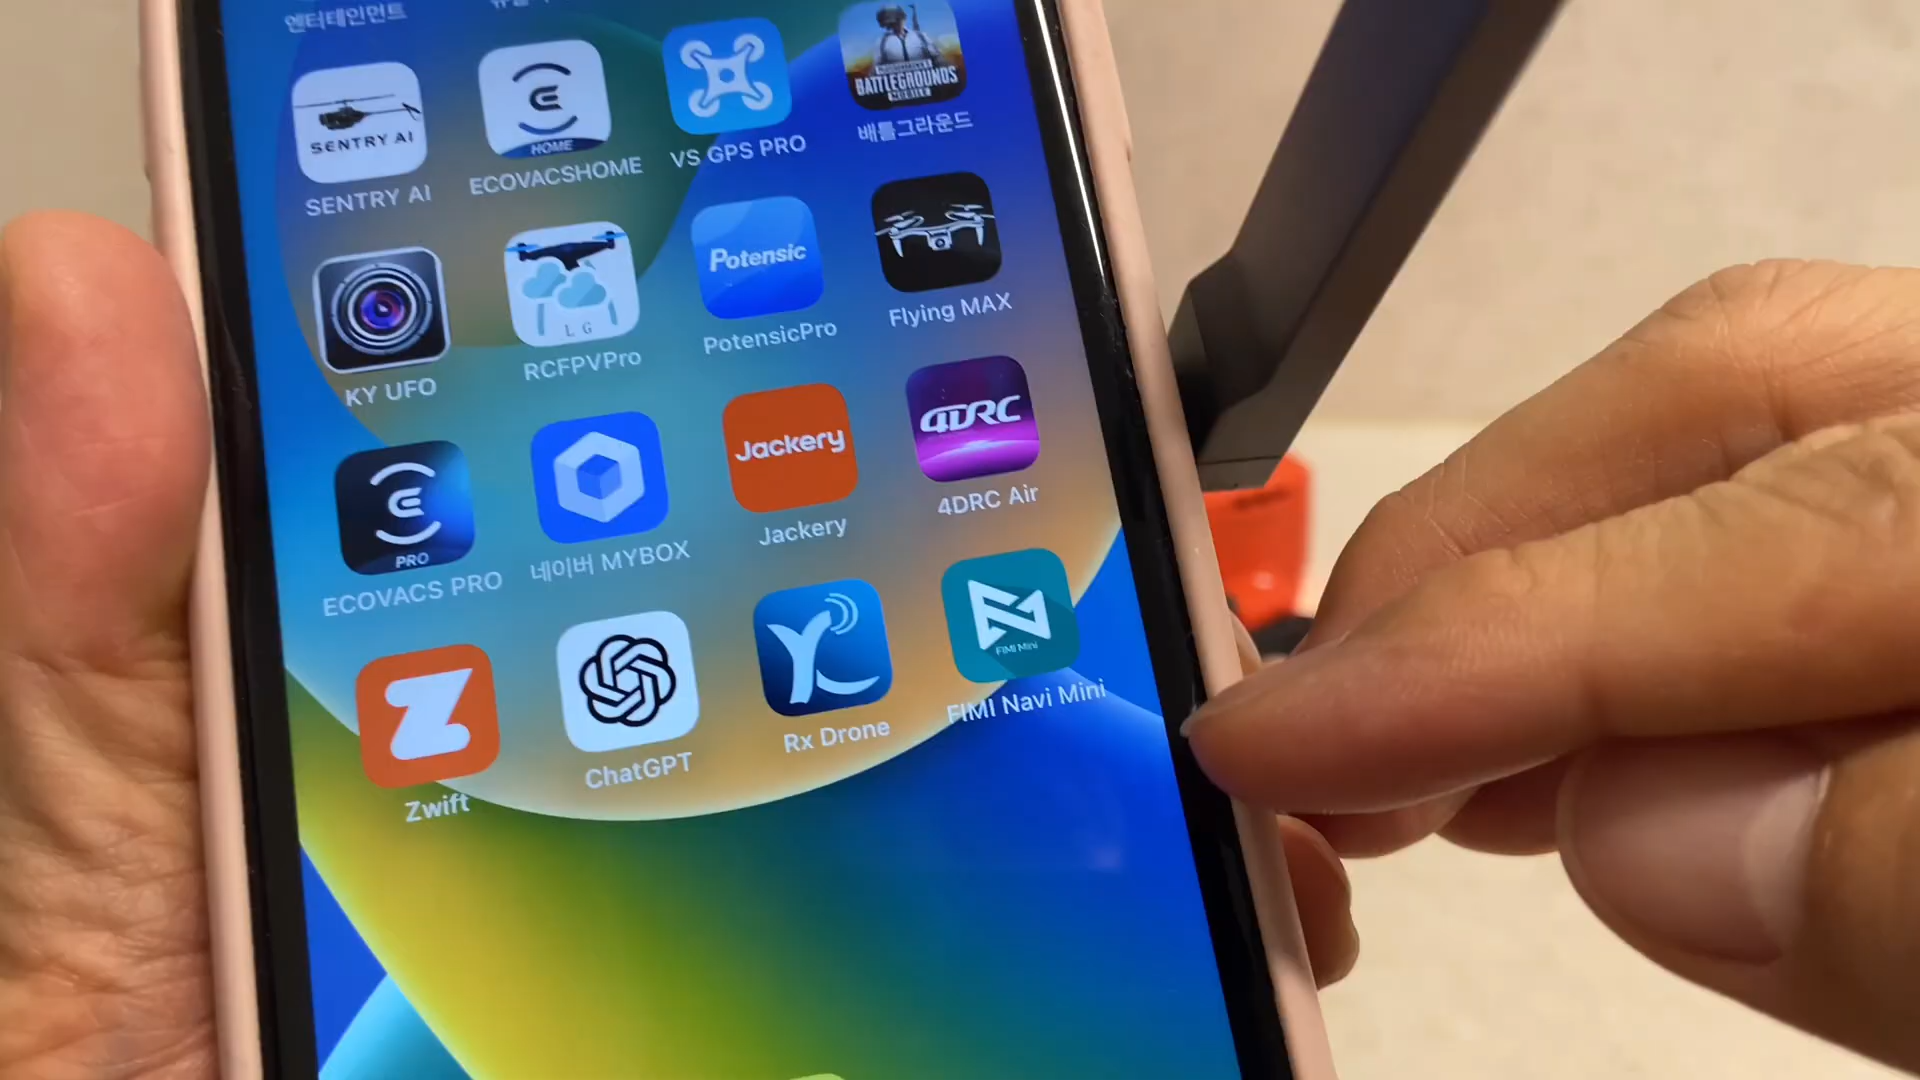 엔터테인먼트
SENTRY AI
HOME
BATTLEGROUNDS
MOBILE
SENTRY AI
ECOVACSHOME
VS GPS PRO
배틀그라운드
LG
Potensic
KY UFO
RCFPVPro
PotensicPro
Flying MAX
PRO
Jackery
4DRC
ECOVACS PRO
네이버 MYBOX
Jackery
4DRC Air
FIMI Mini
Zwift
ChatGPT
Rx Drone
FIMI Navi Mini